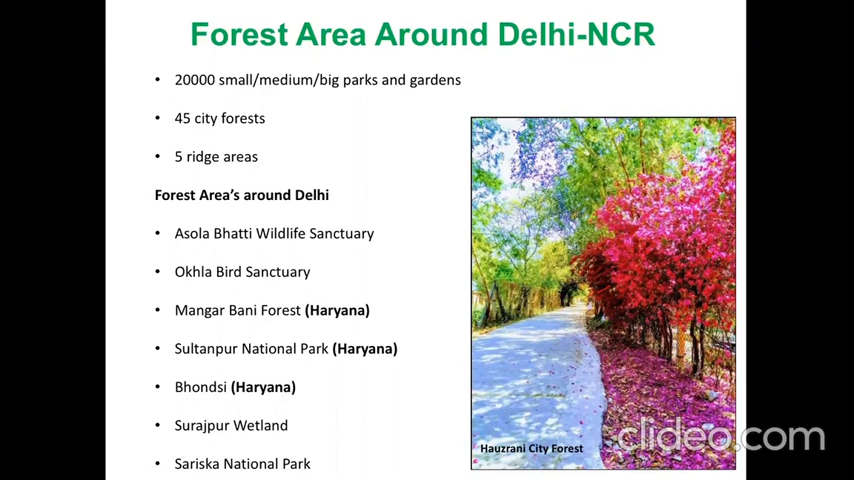 Forest Area Around Delhi-NCR
• 20000 small/medium/big parks and gardens
• 45 city forests
• 5 ridge areas
Forest Area’s around Delhi
• Asola Bhatti Wildlife Sanctuary
• Okhla Bird Sanctuary
• Mangar Bani Forest (Haryana)
• Sultanpur National Park (Haryana)
• Bhondsi (Haryana)
• Surajpur Wetland
• Sariska National Park
Hauzrani City Forest
clideo.com